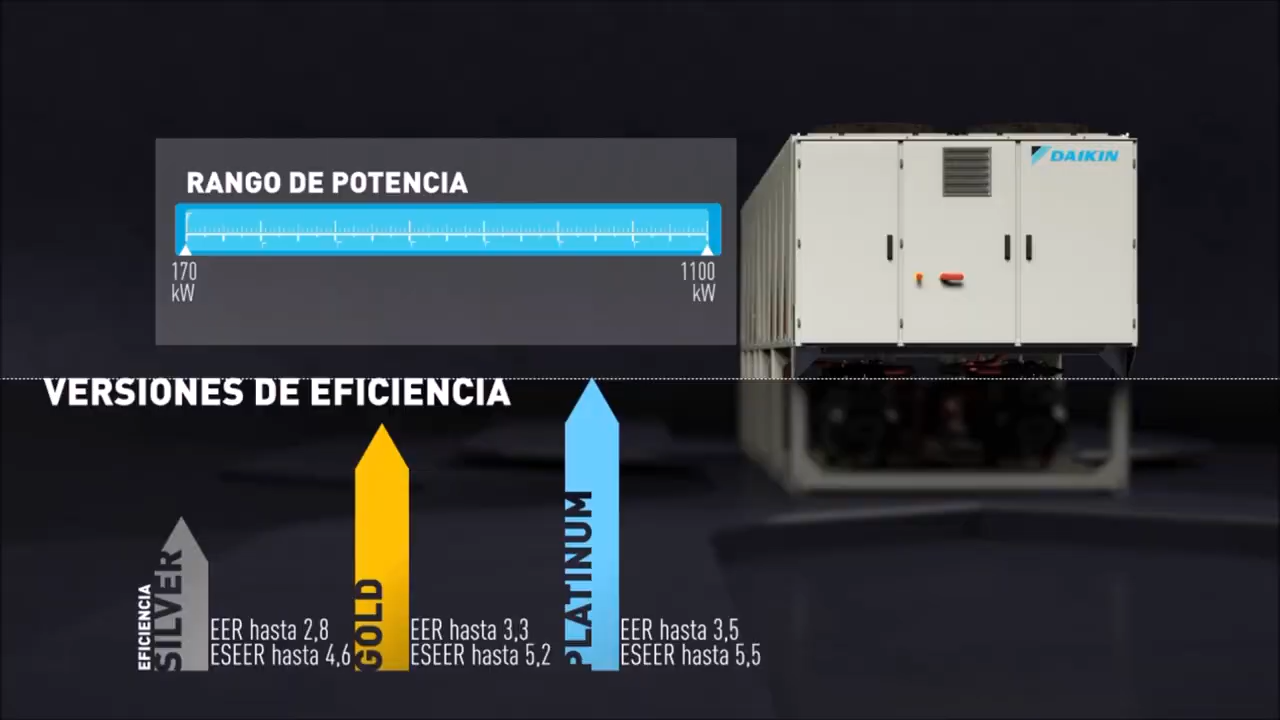 RANGO DE POTENCIA
170
kW
1100
kW
DAIKIN
VERSIONES DE EFICIENCIA
EFICIENCIA
SILVER
EER hasta 2,8
ESEER hasta 4,6
GOLD
EER hasta 3,3
ESEER hasta 5,2
PLATINUM
EER hasta 3,5
ESEER hasta 5,5